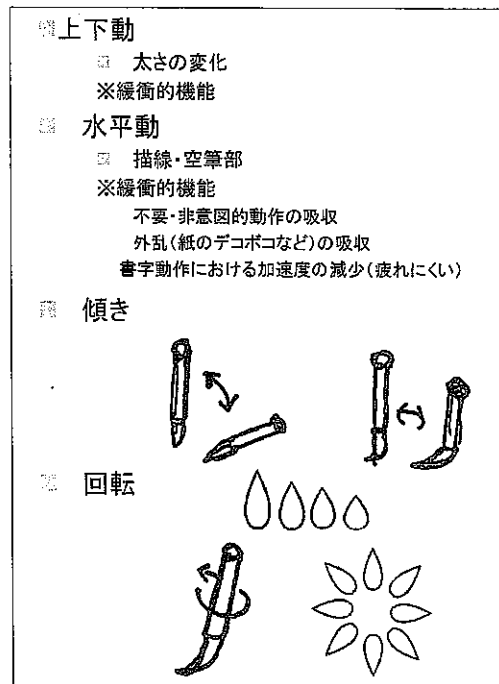 上下動
太さの変化
※緩衝的機能
水平動
描線・空筆部
※緩衝的機能
不要・非意図的動作の吸収
外乱(紙のデコボコなど)の吸収
書字動作における加速度の減少(疲れにくい)
傾き
回転